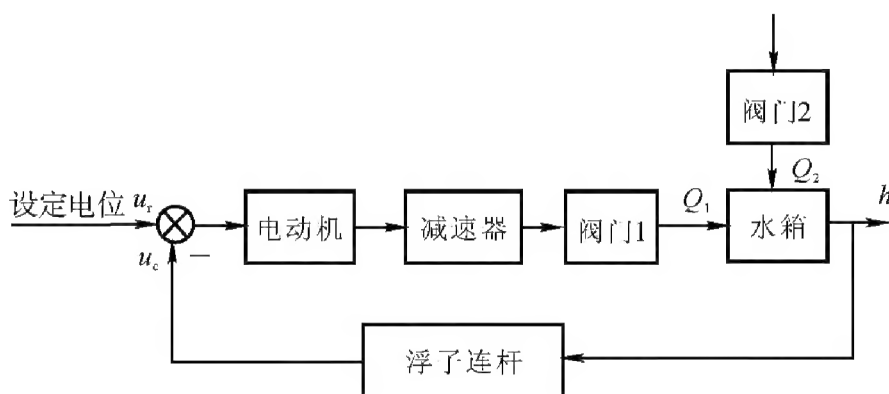 阀门2
设定电位 uᵣ
u꜀
−
电动机
减速器
阀门1
Q₁
Q₂
水箱
h
浮子连杆